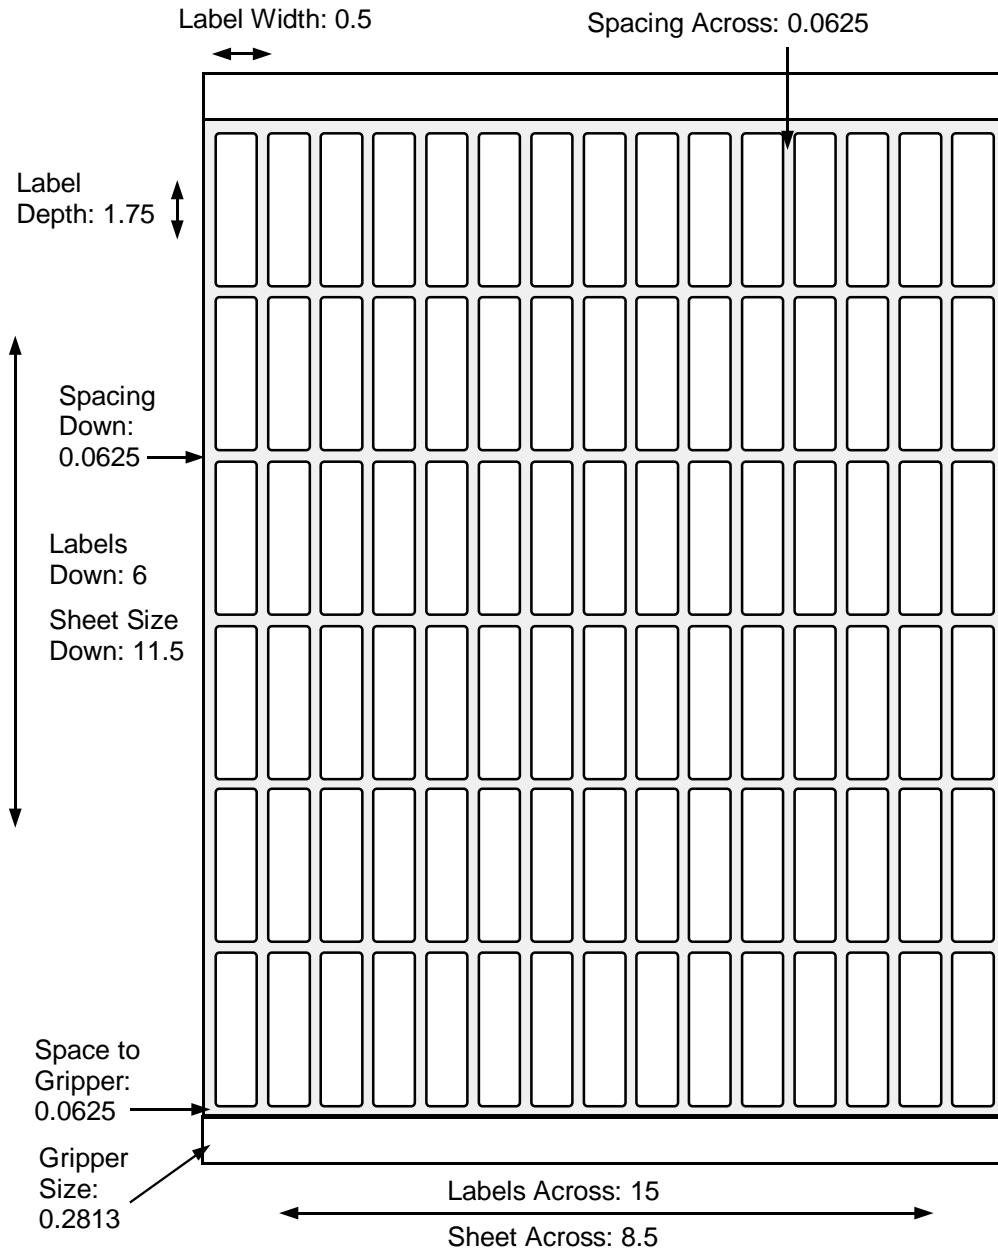 Label Width: 0.5
Spacing Across: 0.0625
Label
Depth: 1.75
Spacing
Down:
0.0625
Labels
Down: 6
Sheet Size
Down: 11.5
Space to
Gripper:
0.0625
Gripper
Size:
0.2813
Labels Across: 15
Sheet Across: 8.5